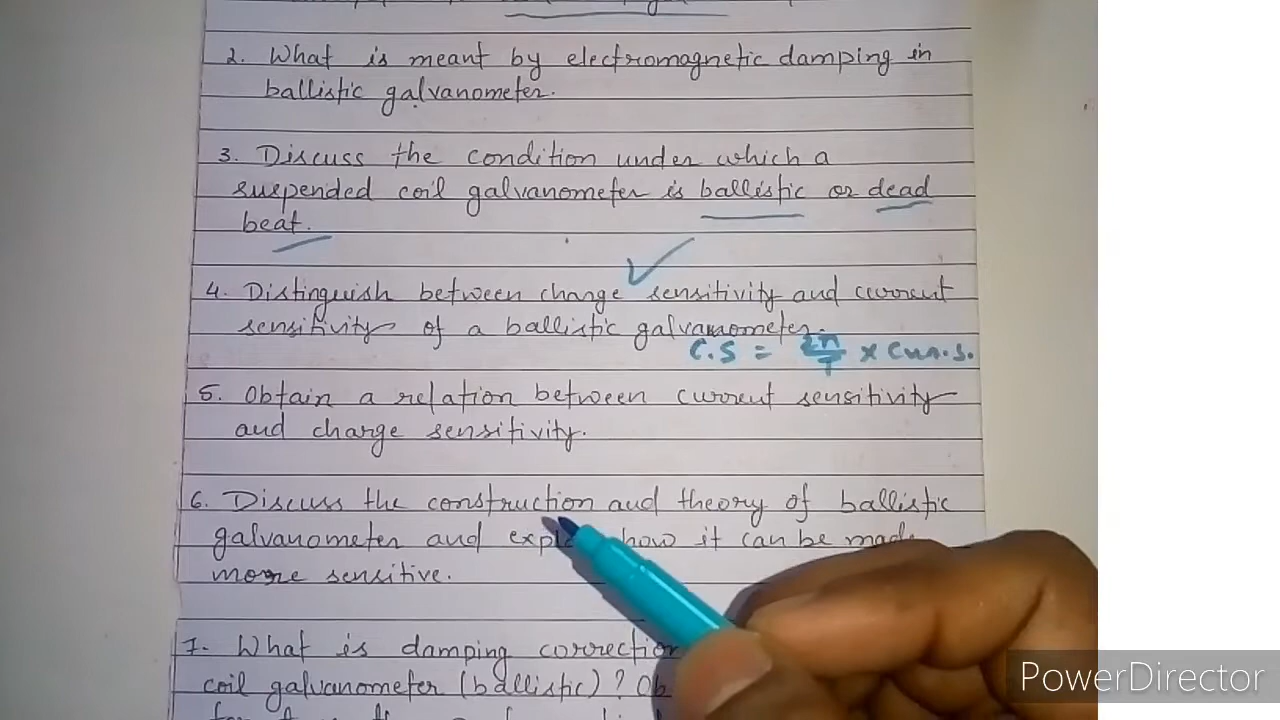 2. What is meant by electromagnetic damping in
ballistic galvanometer.
3. Discuss the condition under which a
suspended coil galvanometer is ballistic or dead
beat.
4. Distinguish between charge sensitivity and current
sensitivity of a ballistic galvanometer.
C.S = 2π/T × Curr.S.
5. Obtain a relation between current sensitivity
and charge sensitivity.
6. Discuss the construction and theory of ballistic
galvanometer and how it can be made
more sensitive.
7. What is damping correction
coil galvanometer (ballistic)?
PowerDirector